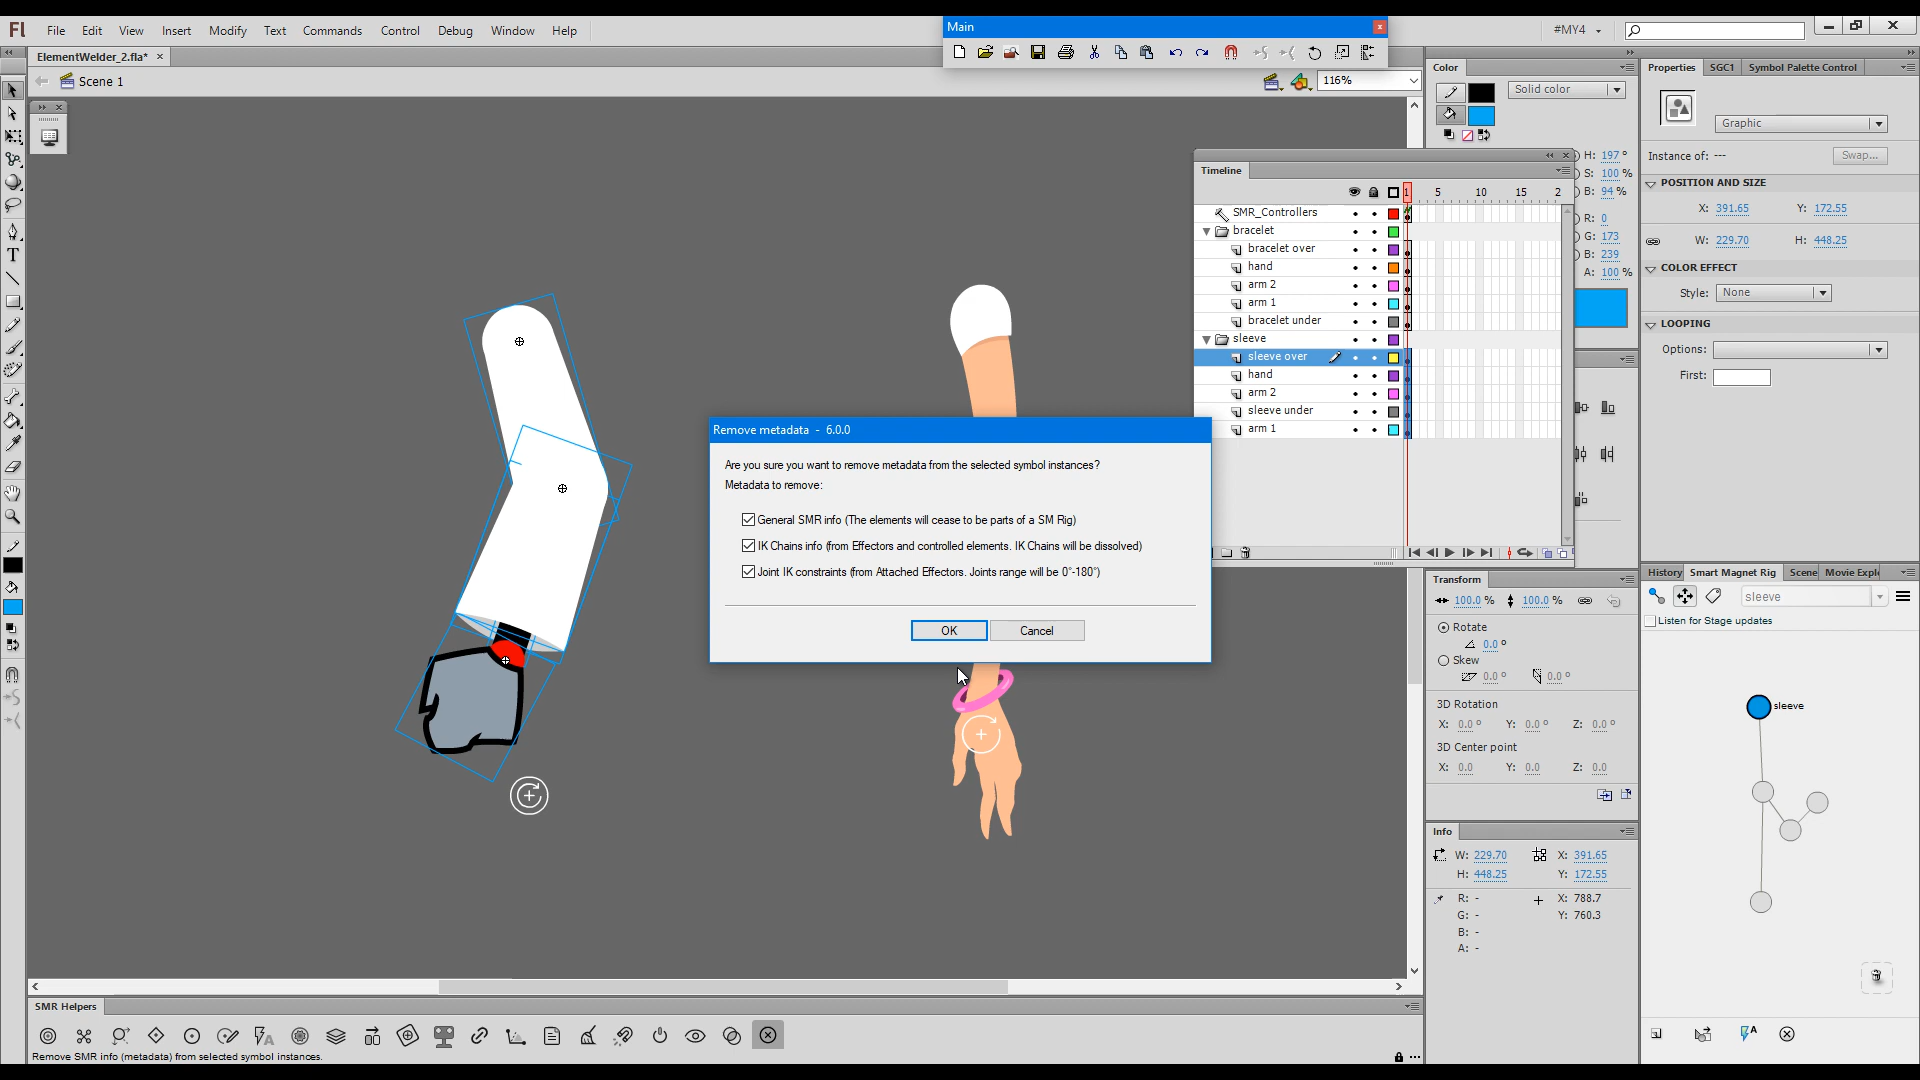 Fl File Edit View Insert Modify Text Commands Control Debug Window Help
Main
#MY4
ElementWelder_2.fla*
Scene 1
116%
Color
Solid color
H: 197 °
S: 100 %
B: 94 %
R: 0
G: 173
B: 239
A: 100 %
Properties SGC1 Symbol Palette Control
Graphic
Instance of: ---
Swap...
POSITION AND SIZE
X: 391.65 Y: 172.55
W: 229.70 H: 448.25
COLOR EFFECT
Style: None
LOOPING
Options:
First:
Timeline
1 5 10 15 2
SMR_Controllers
bracelet
bracelet over
hand
arm 2
arm 1
bracelet under
sleeve
sleeve over
hand
arm 2
sleeve under
arm 1
Remove metadata - 6.0.0
Are you sure you want to remove metadata from the selected symbol instances?
Metadata to remove:
General SMR info (The elements will cease to be parts of a SM Rig)
IK Chains info (from Effectors and controlled elements. IK Chains will be dissolved)
Joint IK constraints (from Attached Effectors. Joints range will be 0°-180°)
OK Cancel
Transform
100.0 % 100.0 %
Rotate
0.0 °
Skew
0.0 ° 0.0 °
3D Rotation
X: 0.0 ° Y: 0.0 ° Z: 0.0 °
3D Center point
X: 0.0 Y: 0.0 Z: 0.0
Info
W: 229.70 X: 391.65
H: 448.25 Y: 172.55
R: - X: 788.7
G: - Y: 760.3
B: -
A: -
History Smart Magnet Rig Scene Movie Expl
sleeve
Listen for Stage updates
sleeve
SMR Helpers
Remove SMR info (metadata) from selected symbol instances.